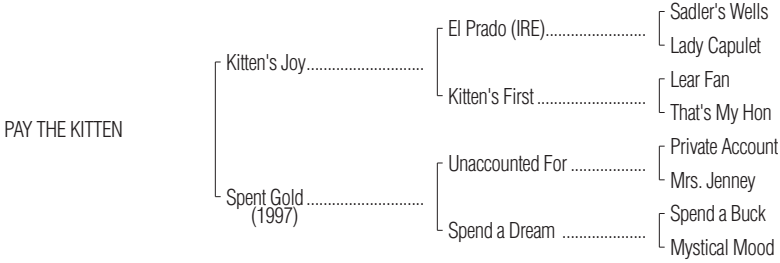 Sadler's Wells
El Prado (IRE)..........................
Lady Capulet
Kitten's Joy..............................
Lear Fan
Kitten's First ............................
That's My Hon
PAY THE KITTEN
Private Account
Unaccounted For ....................
Mrs. Jenney
Spent Gold ..............................
(1997)
Spend a Buck
Spend a Dream ......................
Mystical Mood